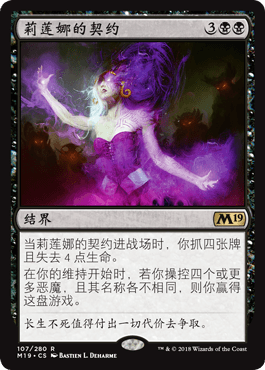 莉莲娜的契约 3
结界 M19
当莉莲娜的契约进战场时，你抓四张牌
且失去4点生命。
在你的维持开始时，若你操控四个或更
多恶魔，且其名称各不相同，则你赢得
这盘游戏。
长生不死值得付出一切代价去争取。
107/280 R
M19 • CS BASTIEN L. DEHARME
™ & © 2018 Wizards of the Coast